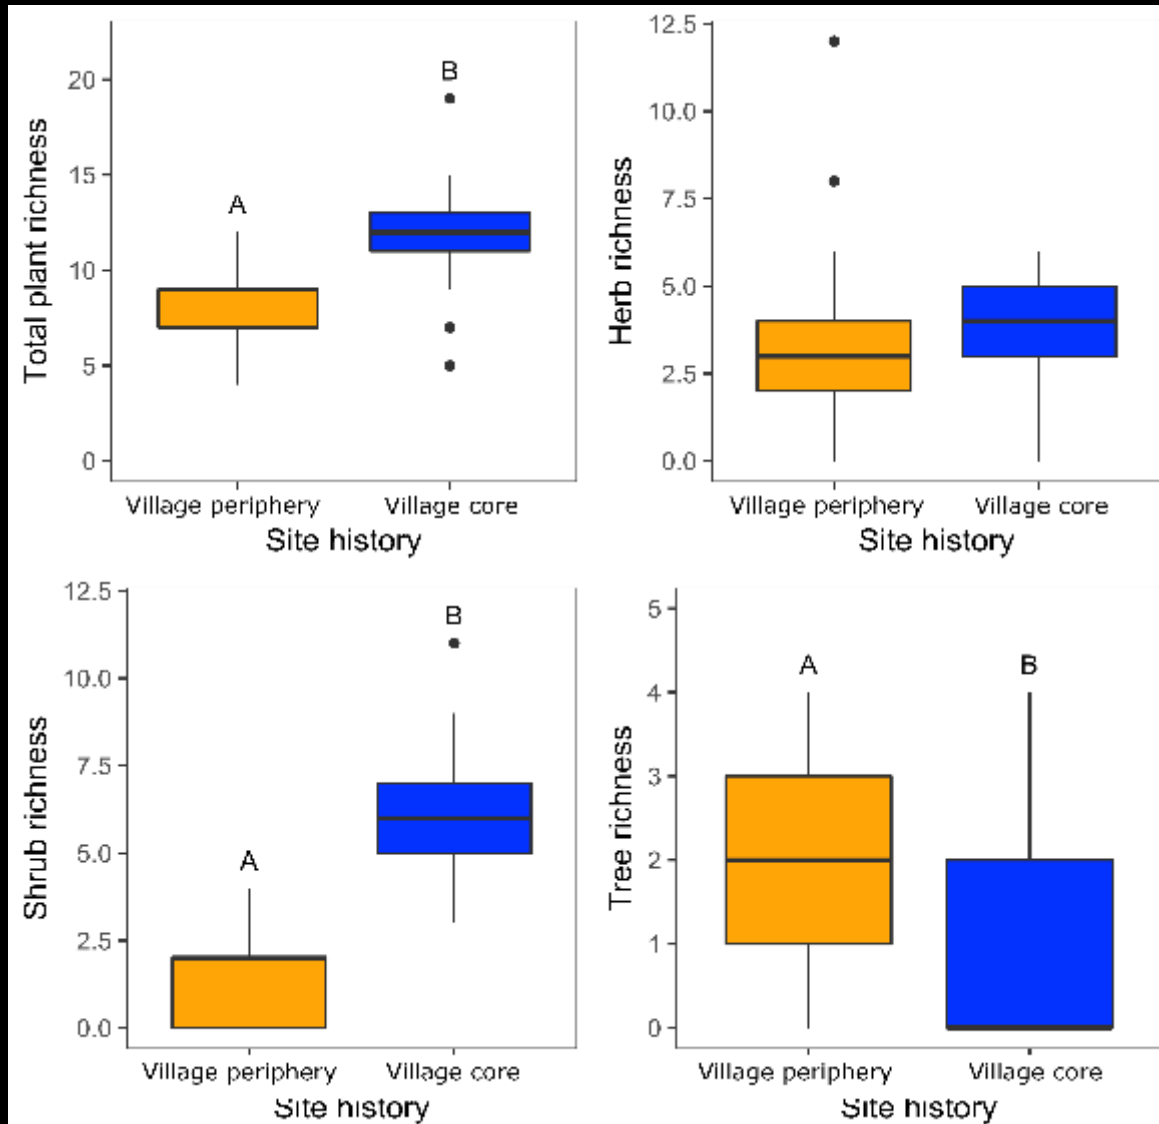 Total plant richness
20
15
10
5
0
A
B
Village periphery
Village core
Site history
Herb richness
12.5
10.0
7.5
5.0
2.5
0.0
Village periphery
Village core
Site history
Shrub richness
12.5
10.0
7.5
5.0
2.5
0.0
A
B
Village periphery
Village core
Site history
Tree richness
5
4
3
2
1
0
A
B
Village periphery
Village core
Site history